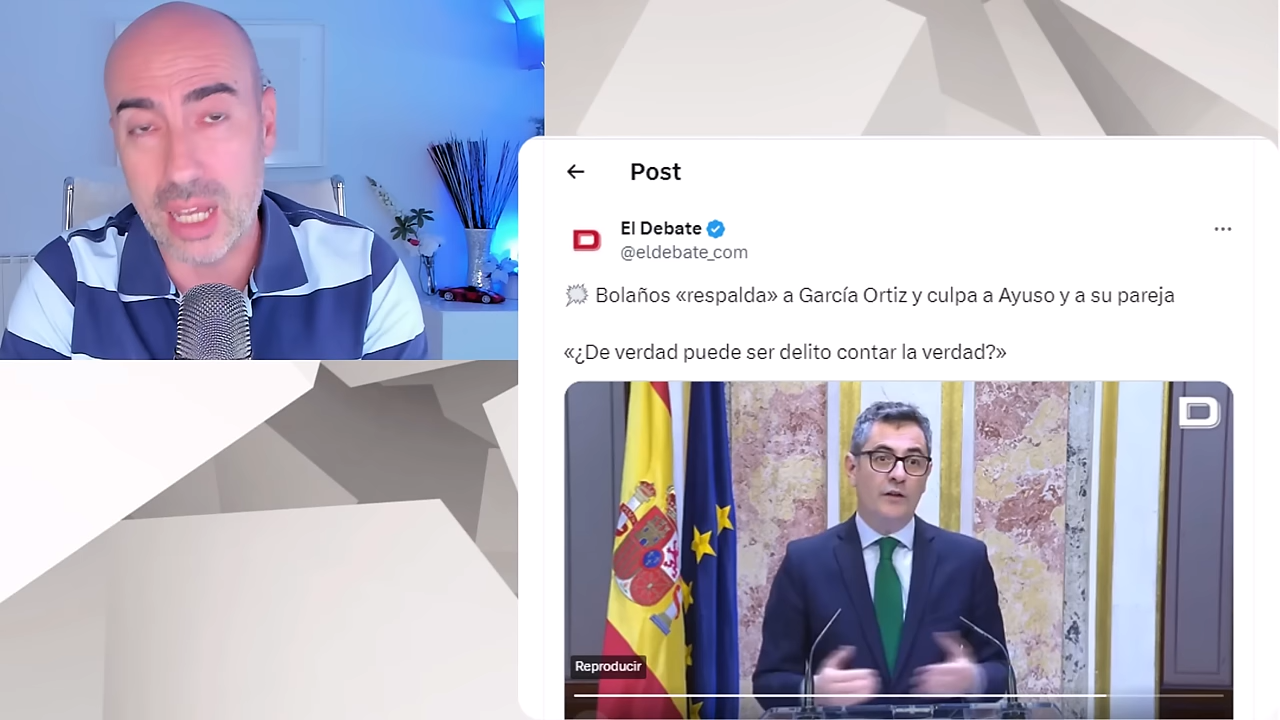 Post
El Debate
@eldebate_com
Bolaños «respalda» a García Ortiz y culpa a Ayuso y a su pareja
«¿De verdad puede ser delito contar la verdad?»
D
D
Reproducir